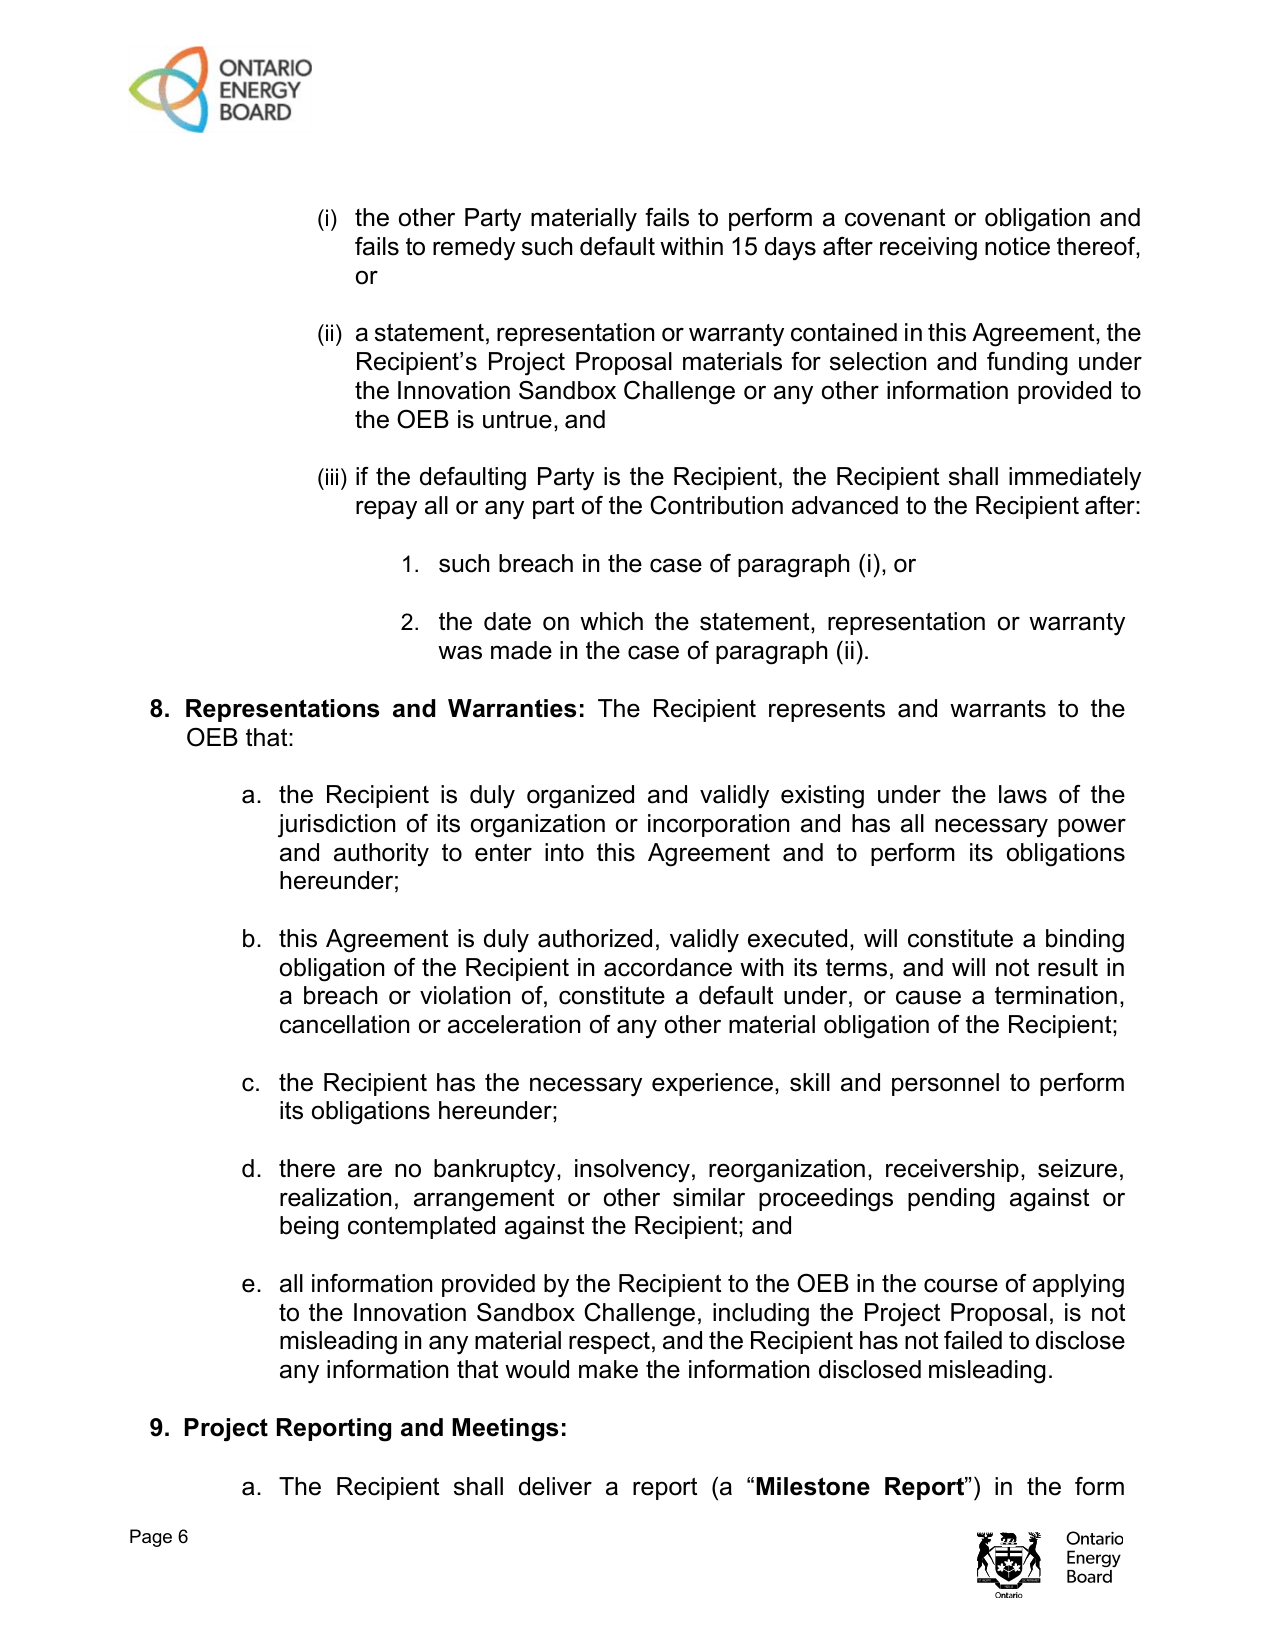 ONTARIO
ENERGY
BOARD
(i) the other Party materially fails to perform a covenant or obligation and
fails to remedy such default within 15 days after receiving notice thereof,
or
(ii) a statement, representation or warranty contained in this Agreement, the
Recipient’s Project Proposal materials for selection and funding under
the Innovation Sandbox Challenge or any other information provided to
the OEB is untrue, and
(iii) if the defaulting Party is the Recipient, the Recipient shall immediately
repay all or any part of the Contribution advanced to the Recipient after:
1. such breach in the case of paragraph (i), or
2. the date on which the statement, representation or warranty
was made in the case of paragraph (ii).
8. Representations and Warranties: The Recipient represents and warrants to the
OEB that:
a. the Recipient is duly organized and validly existing under the laws of the
jurisdiction of its organization or incorporation and has all necessary power
and authority to enter into this Agreement and to perform its obligations
hereunder;
b. this Agreement is duly authorized, validly executed, will constitute a binding
obligation of the Recipient in accordance with its terms, and will not result in
a breach or violation of, constitute a default under, or cause a termination,
cancellation or acceleration of any other material obligation of the Recipient;
c. the Recipient has the necessary experience, skill and personnel to perform
its obligations hereunder;
d. there are no bankruptcy, insolvency, reorganization, receivership, seizure,
realization, arrangement or other similar proceedings pending against or
being contemplated against the Recipient; and
e. all information provided by the Recipient to the OEB in the course of applying
to the Innovation Sandbox Challenge, including the Project Proposal, is not
misleading in any material respect, and the Recipient has not failed to disclose
any information that would make the information disclosed misleading.
9. Project Reporting and Meetings:
a. The Recipient shall deliver a report (a “Milestone Report”) in the form
Page 6
Ontario
Ontario
Energy
Board